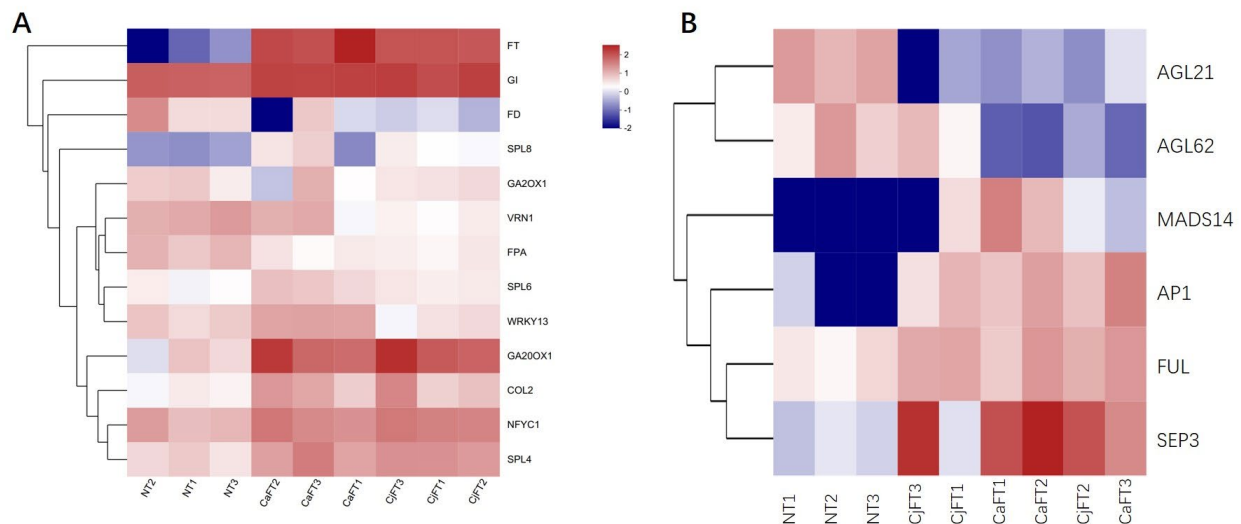 A
FT
GI
FD
SPL8
GA2OX1
VRN1
FPA
SPL6
WRKY13
GA20OX1
COL2
NFYC1
SPL4
NT2 NT1 NT3 CaFT2 CaFT3 CaFT1 CjFT3 CjFT1 CjFT2
2
1
0
-1
-2
B
AGL21
AGL62
MADS14
AP1
FUL
SEP3
NT1 NT2 NT3 CjFT3 CjFT1 CaFT1 CaFT2 CjFT2 CaFT3